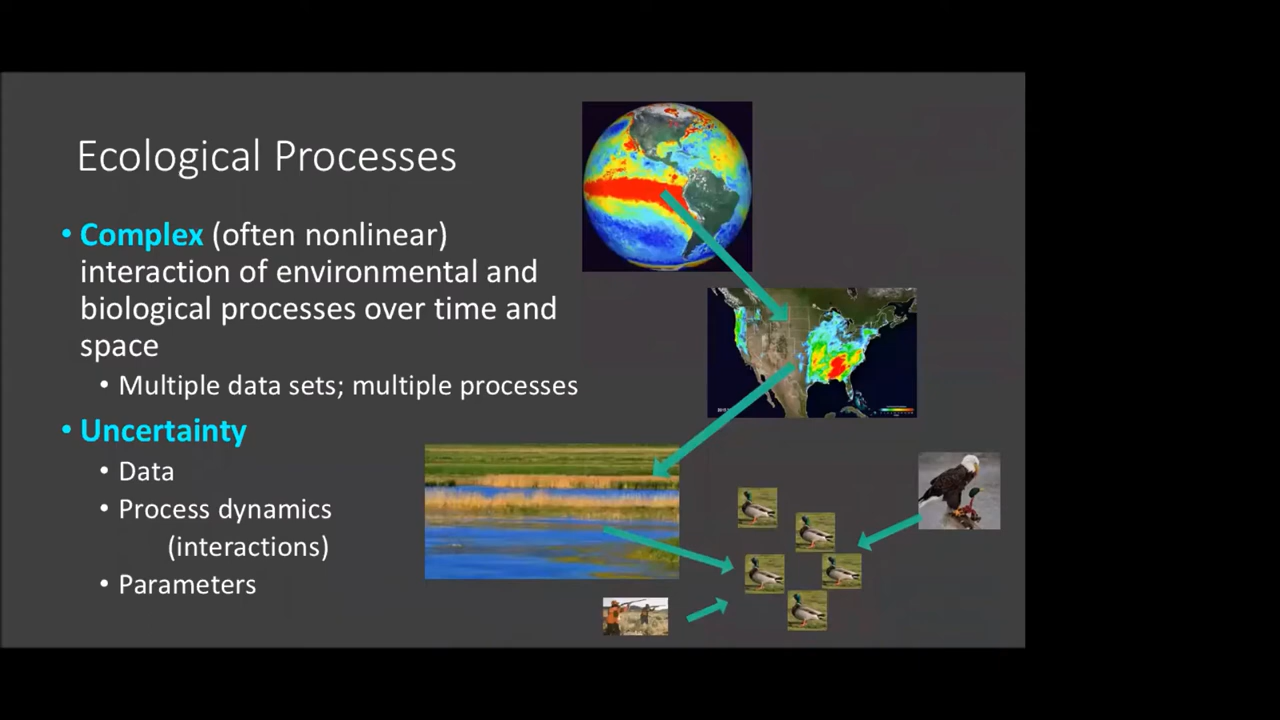 Ecological Processes
• Complex (often nonlinear)
interaction of environmental and
biological processes over time and
space
• Multiple data sets; multiple processes
• Uncertainty
• Data
• Process dynamics
(interactions)
• Parameters